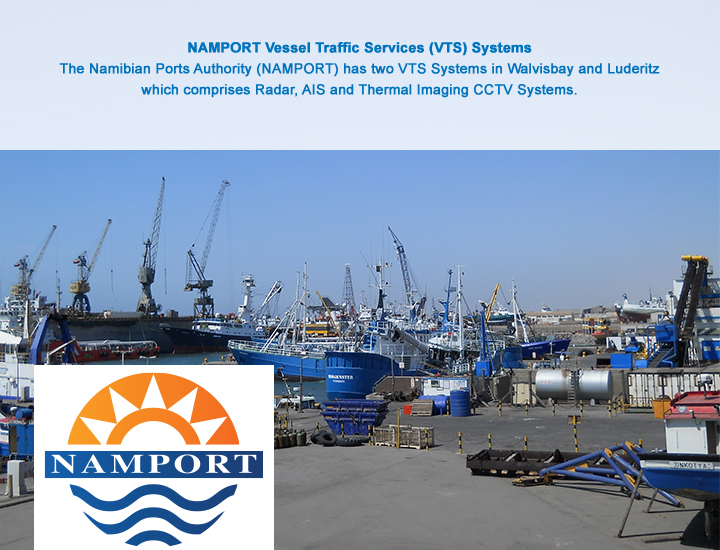 NAMPORT Vessel Traffic Services (VTS) Systems
The Namibian Ports Authority (NAMPORT) has two VTS Systems in Walvisbay and Luderitz
which comprises Radar, AIS and Thermal Imaging CCTV Systems.
NAMPORT